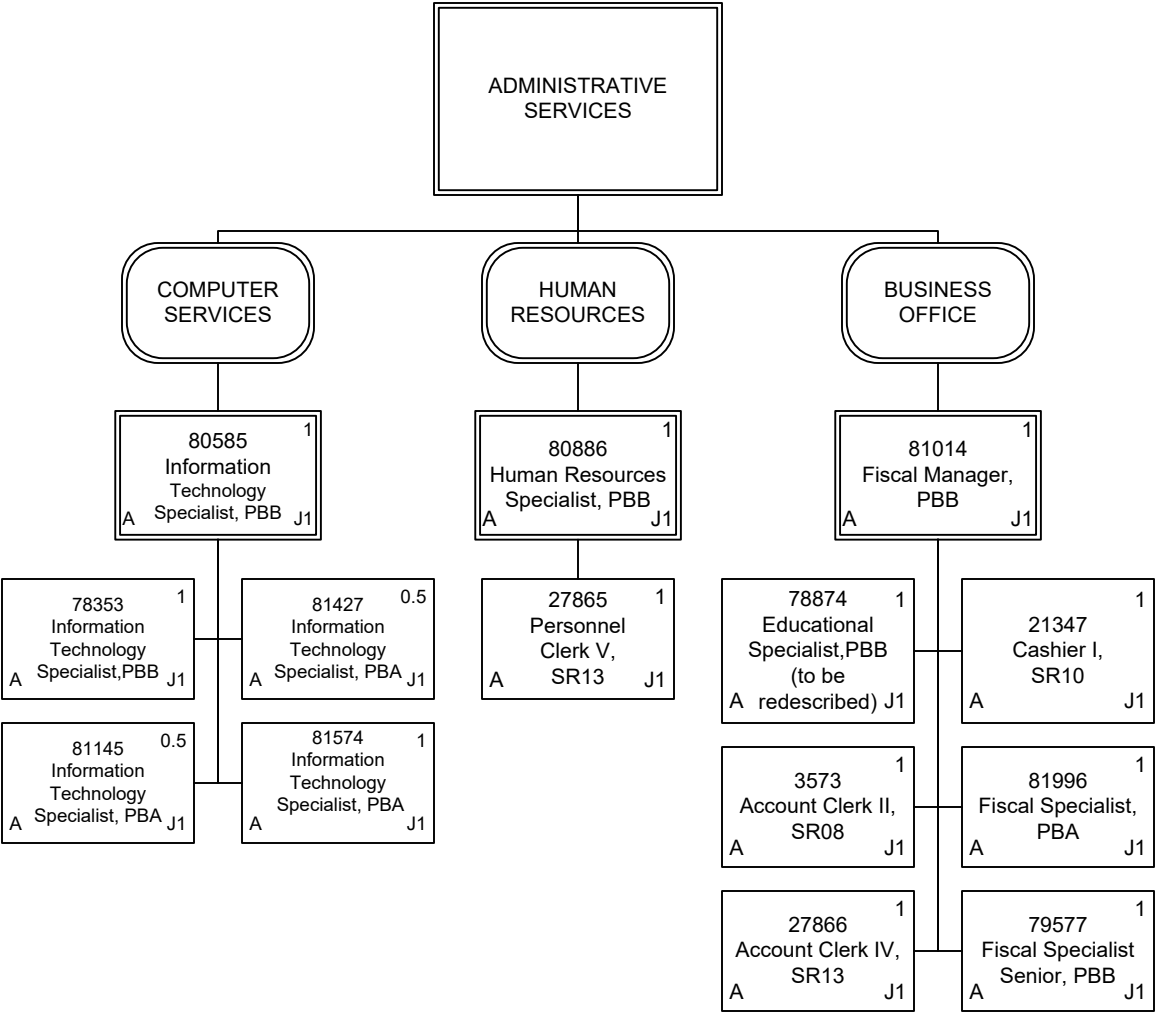 ADMINISTRATIVE
SERVICES
COMPUTER
SERVICES
HUMAN
RESOURCES
BUSINESS
OFFICE
1
80585
Information
Technology
Specialist, PBB
A
J1
1
80886
Human Resources
Specialist, PBB
A
J1
1
81014
Fiscal Manager,
PBB
A
J1
1
78353
Information
Technology
Specialist,PBB
A
J1
0.5
81427
Information
Technology
Specialist, PBA
A
J1
0.5
81145
Information
Technology
Specialist, PBA
A
J1
1
81574
Information
Technology
Specialist, PBA
A
J1
1
27865
Personnel
Clerk V,
SR13
A
J1
1
78874
Educational
Specialist,PBB
(to be
redescribed)
A
J1
1
21347
Cashier I,
SR10
A
J1
1
3573
Account Clerk II,
SR08
A
J1
1
81996
Fiscal Specialist,
PBA
A
J1
1
27866
Account Clerk IV,
SR13
A
J1
1
79577
Fiscal Specialist
Senior, PBB
A
J1